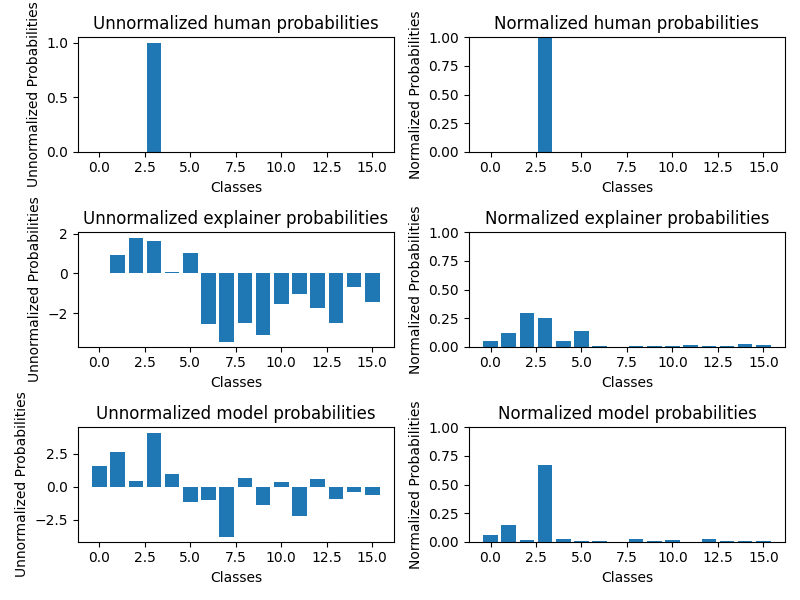 Unnormalized human probabilities
Unnormalized Probabilities
1.0
0.5
0.0
0.0 2.5 5.0 7.5 10.0 12.5 15.0
Classes
Normalized human probabilities
Normalized Probabilities
1.00
0.75
0.50
0.25
0.00
0.0 2.5 5.0 7.5 10.0 12.5 15.0
Classes
Unnormalized explainer probabilities
Unnormalized Probabilities
2
0
−2
0.0 2.5 5.0 7.5 10.0 12.5 15.0
Classes
Normalized explainer probabilities
Normalized Probabilities
1.00
0.75
0.50
0.25
0.00
0.0 2.5 5.0 7.5 10.0 12.5 15.0
Classes
Unnormalized model probabilities
Unnormalized Probabilities
2.5
0.0
−2.5
0.0 2.5 5.0 7.5 10.0 12.5 15.0
Classes
Normalized model probabilities
Normalized Probabilities
1.00
0.75
0.50
0.25
0.00
0.0 2.5 5.0 7.5 10.0 12.5 15.0
Classes